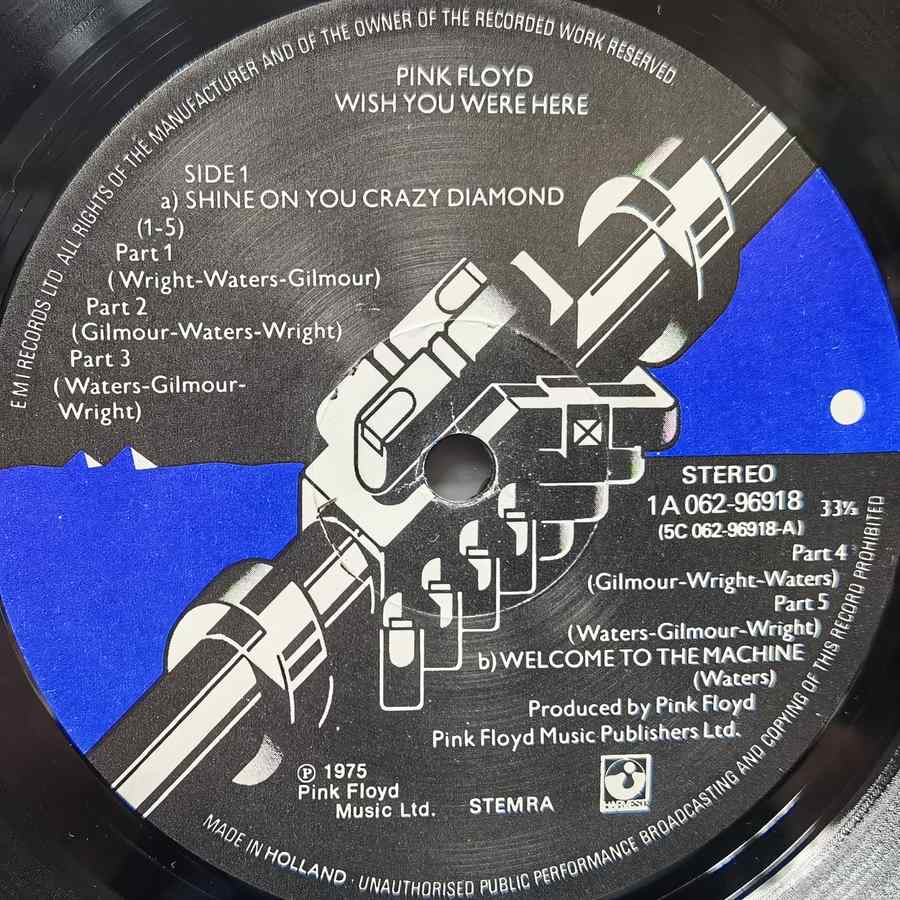 E M I RECORDS LTD. ALL RIGHTS OF THE MANUFACTURER AND OF THE OWNER OF THE RECORDED WORK RESERVED.
PINK FLOYD
WISH YOU WERE HERE
SIDE 1
a) SHINE ON YOU CRAZY DIAMOND
(1-5)
Part 1
(Wright-Waters-Gilmour)
Part 2
(Gilmour-Waters-Wright)
Part 3
(Waters-Gilmour-
Wright)
STEREO
1A 062-96918 33⅓
(5C 062-96918-A)
Part 4
(Gilmour-Wright-Waters)
Part 5
(Waters-Gilmour-Wright)
b) WELCOME TO THE MACHINE
(Waters)
Produced by Pink Floyd
Pink Floyd Music Publishers Ltd.
℗ 1975
Pink Floyd
Music Ltd.
STEMRA
HARVEST
MADE IN HOLLAND · UNAUTHORISED PUBLIC PERFORMANCE BROADCASTING AND COPYING OF THIS RECORD PROHIBITED